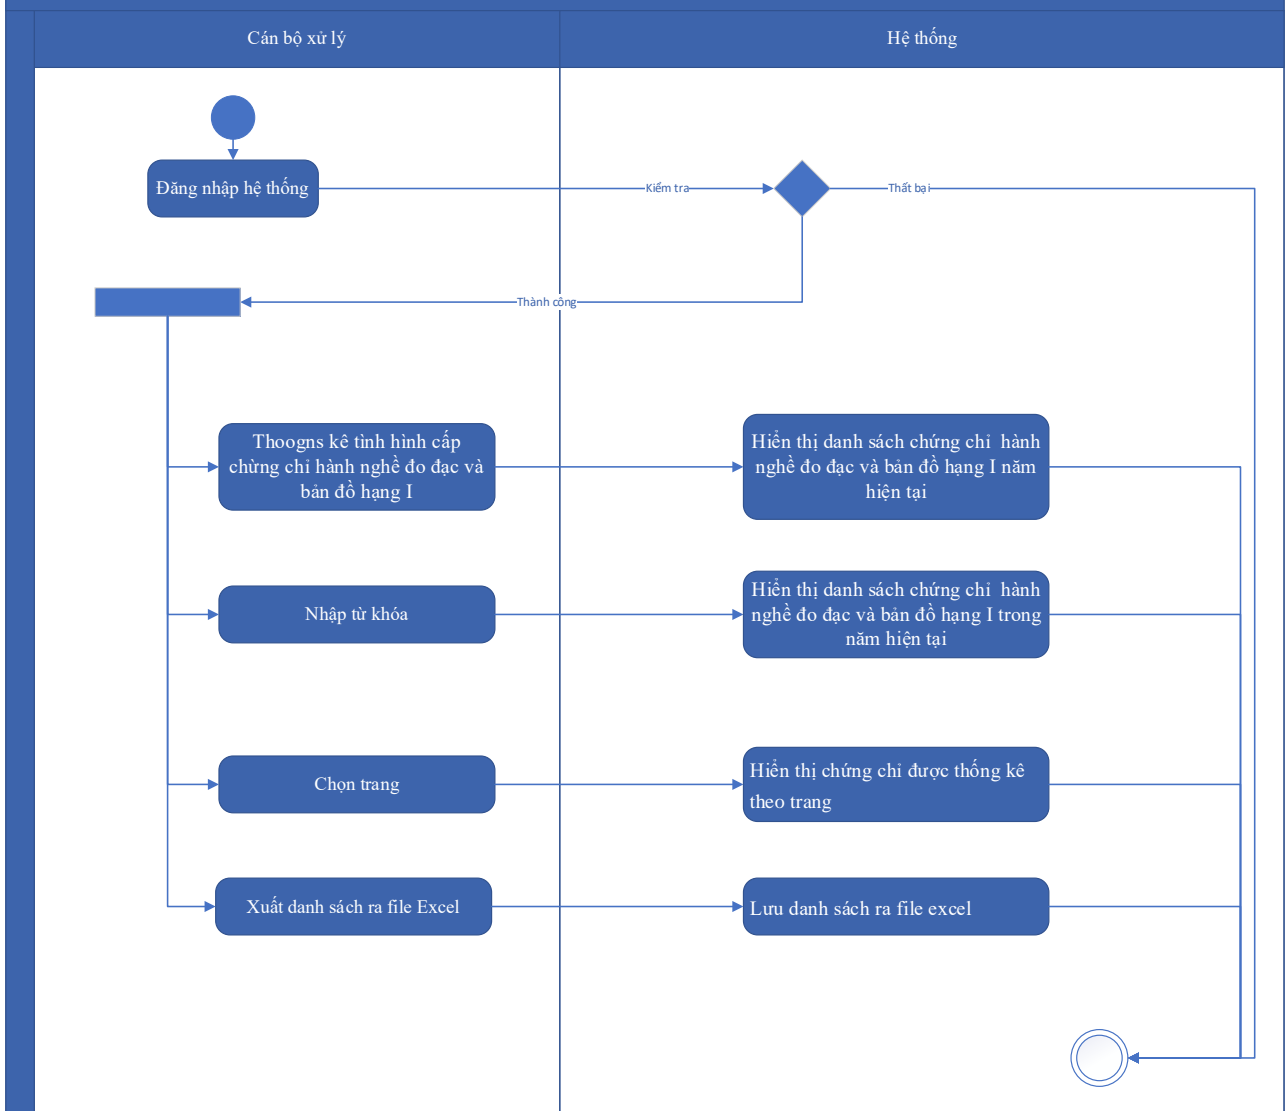 Cán bộ xử lý
Hệ thống
Đăng nhập hệ thống
Kiểm tra
Thất bại
Thành công
Thoogns kê tình hình cấp
chừng chỉ hành nghề đo đạc và
bản đồ hạng I
Hiển thị danh sách chứng chỉ hành
nghề đo đạc và bản đồ hạng I năm
hiện tại
Nhập từ khóa
Hiển thị danh sách chứng chỉ hành
nghề đo đạc và bản đồ hạng I trong
năm hiện tại
Chọn trang
Hiển thị chứng chỉ được thống kê
theo trang
Xuất danh sách ra file Excel
Lưu danh sách ra file excel